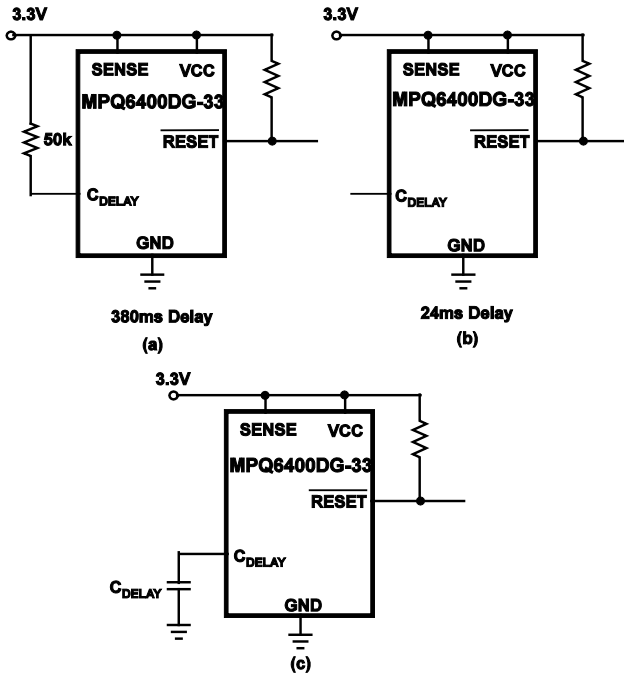 3.3V
SENSE VCC
MPQ6400DG-33
50k
RESET
CDELAY
GND
380ms Delay
(a)
3.3V
SENSE VCC
MPQ6400DG-33
RESET
CDELAY
GND
24ms Delay
(b)
3.3V
SENSE VCC
MPQ6400DG-33
RESET
CDELAY
CDELAY
GND
(c)